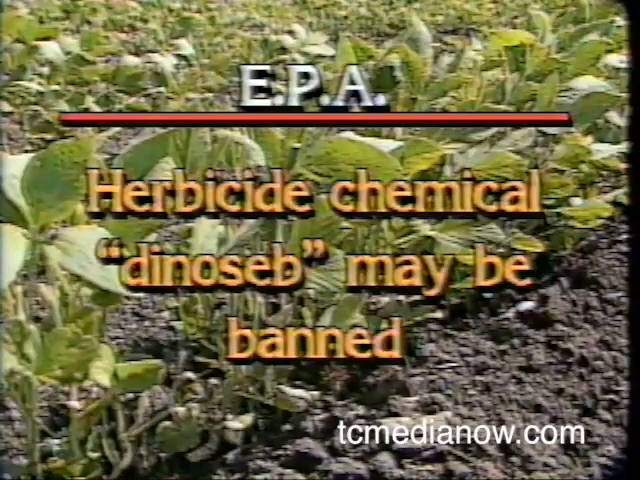 E.P.A.
Herbicide chemical
“dinoseb” may be
banned
tcmedianow.com